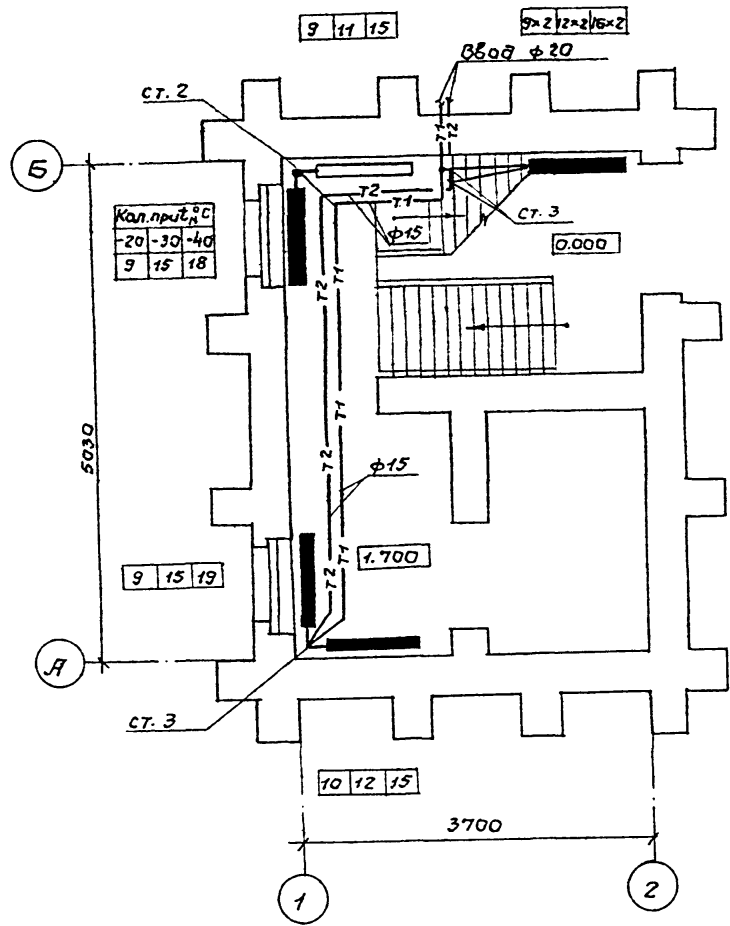 9 11 15
9×2 12×2 16×2
Ввод ф20
ст. 2
Т1
Т2
Б
Т2
Т1
ст. 3
ф15
0.000
Кол. при tн°С
-20 -30 -40
9 15 18
Т2
Т1
Т1
Т2
5030
ф15
1.700
Т1
Т2
9 15 19
А
ст. 3
10 12 15
3700
1
2